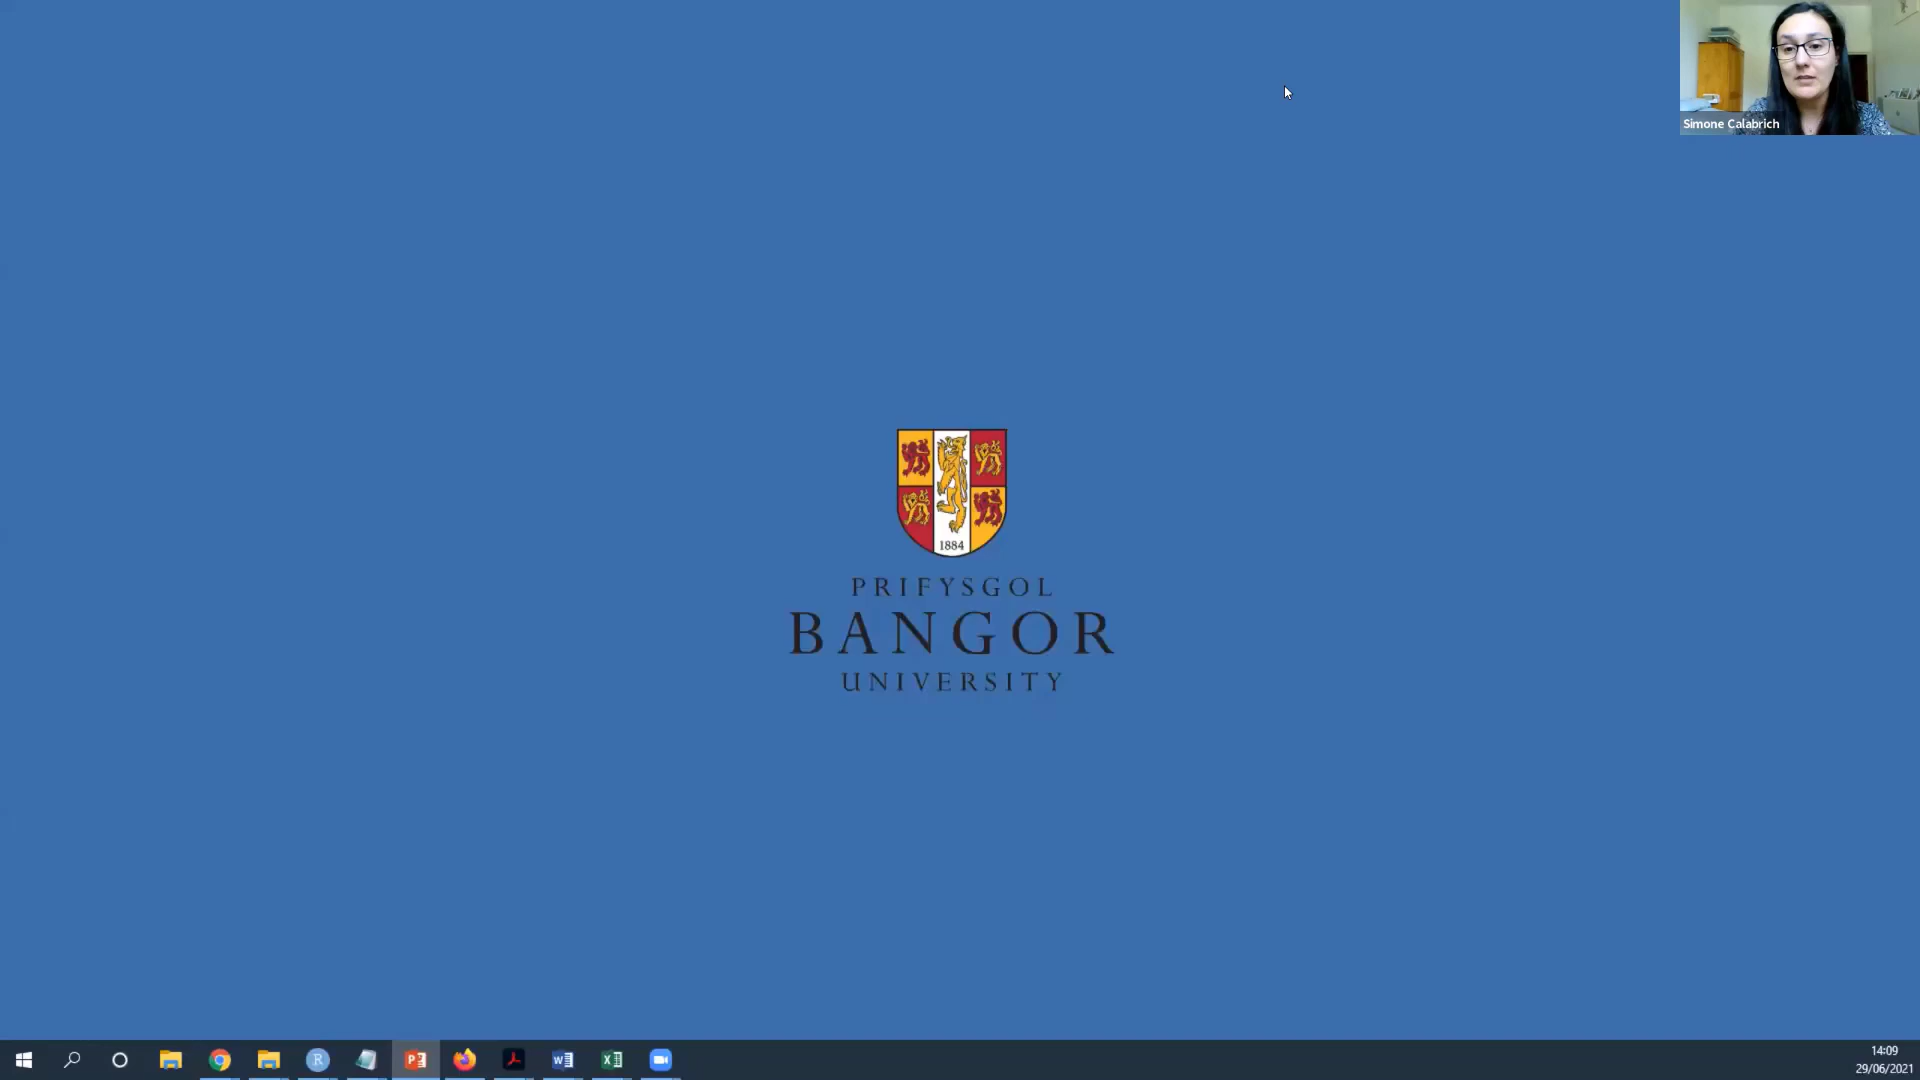 Simone Calabrich
1884
PRIFYSGOL
BANGOR
UNIVERSITY
14:09
29/06/2021